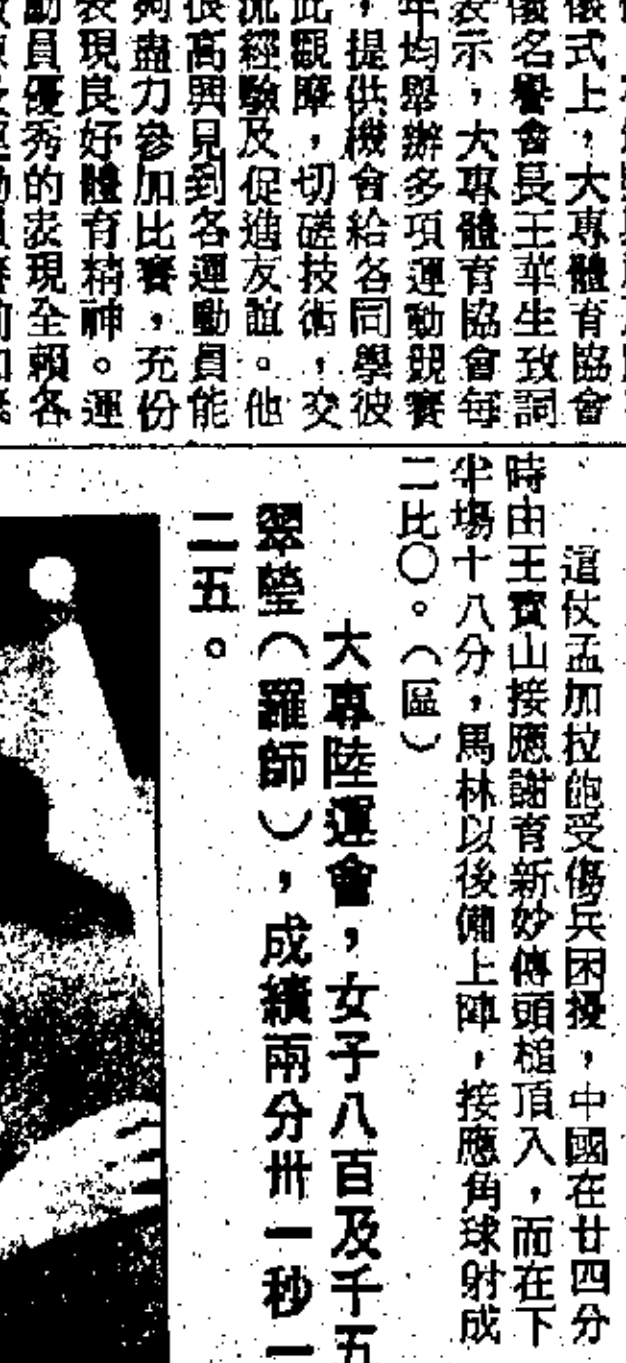 儀式上，大專體育協會
儀名譽會長王華生致詞
表示，大專體育協會每
年均舉辦多項運動競賽
，提供機會給各同學彼
此觀摩，切磋技術，交
流經驗及促進友誼。他
很高興見到各運動員能
夠盡力參加比賽，充份
表現良好體育精神。運
動員優秀的表現全賴各
這仗孟加拉飽受傷兵困擾，中國在廿四分
時由王寶山接應謝育新妙傳頭槌頂入，而在下
半場十八分，馬林以後備上陣，接應角球射成
二比〇。（區）
大專陸運會，女子八百及千五
翠瑩（羅師），成績兩分卅一秒一
二五。